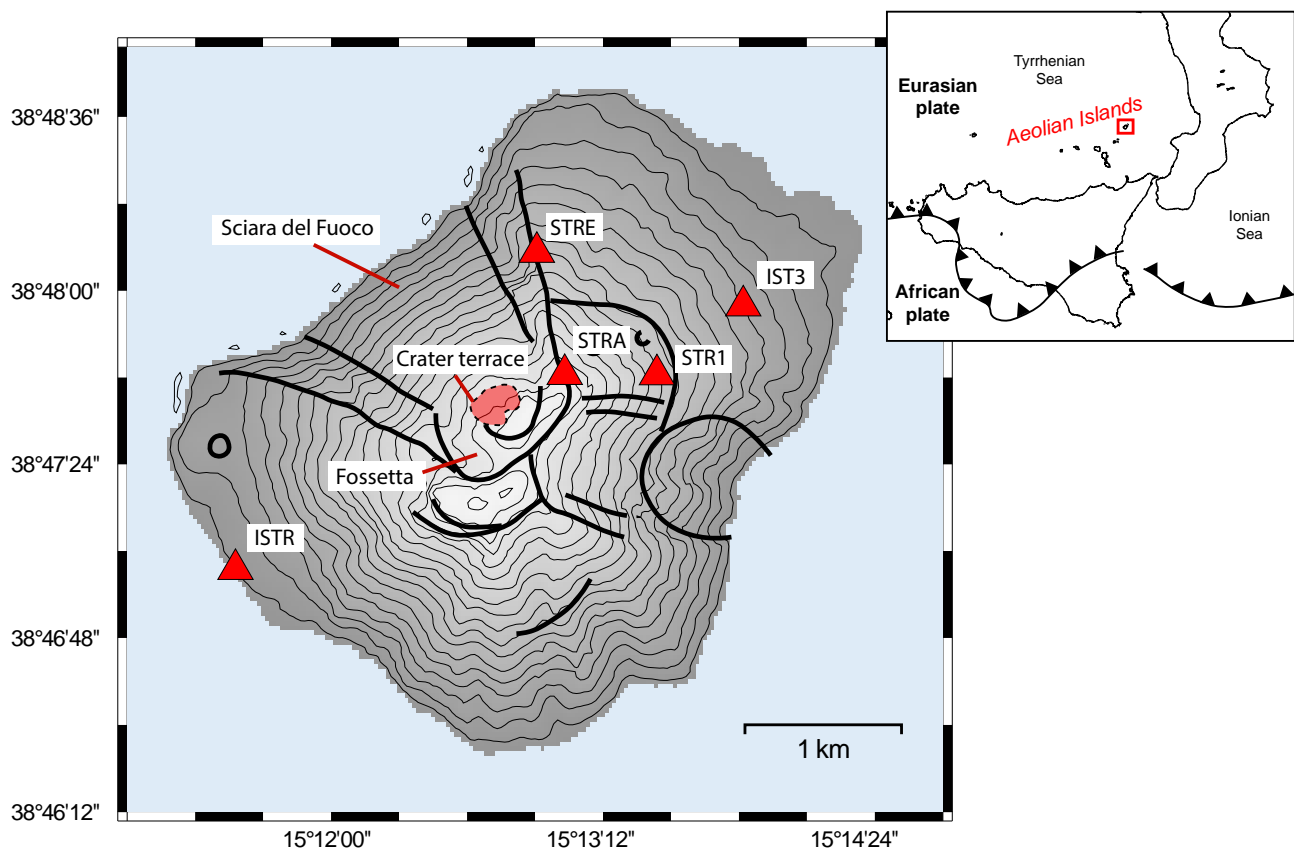 Tyrrhenian
Sea
Eurasian
plate
Aeolian Islands
Ionian
Sea
African
plate
38°48'36"
38°48'00"
38°47'24"
38°46'48"
38°46'12"
Sciara del Fuoco
STRE
IST3
STRA
STR1
Crater terrace
Fossetta
ISTR
1 km
15°12'00"
15°13'12"
15°14'24"